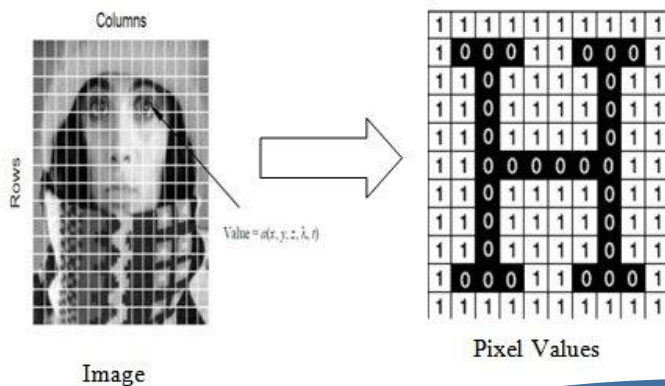 Columns
Rows
Value = a(x, y, z, λ, t)
Image
1 1 1 1 1 1 1 1 1 1
1 0 0 0 1 1 0 0 0 1
1 1 0 1 1 1 1 0 1 1
1 1 0 1 1 1 1 0 1 1
1 1 0 1 1 1 1 0 1 1
1 1 0 0 0 0 0 0 1 1
1 1 0 1 1 1 1 0 1 1
1 1 0 1 1 1 1 0 1 1
1 1 0 1 1 1 1 0 1 1
1 0 0 0 1 1 0 0 0 1
1 1 1 1 1 1 1 1 1 1
Pixel Values